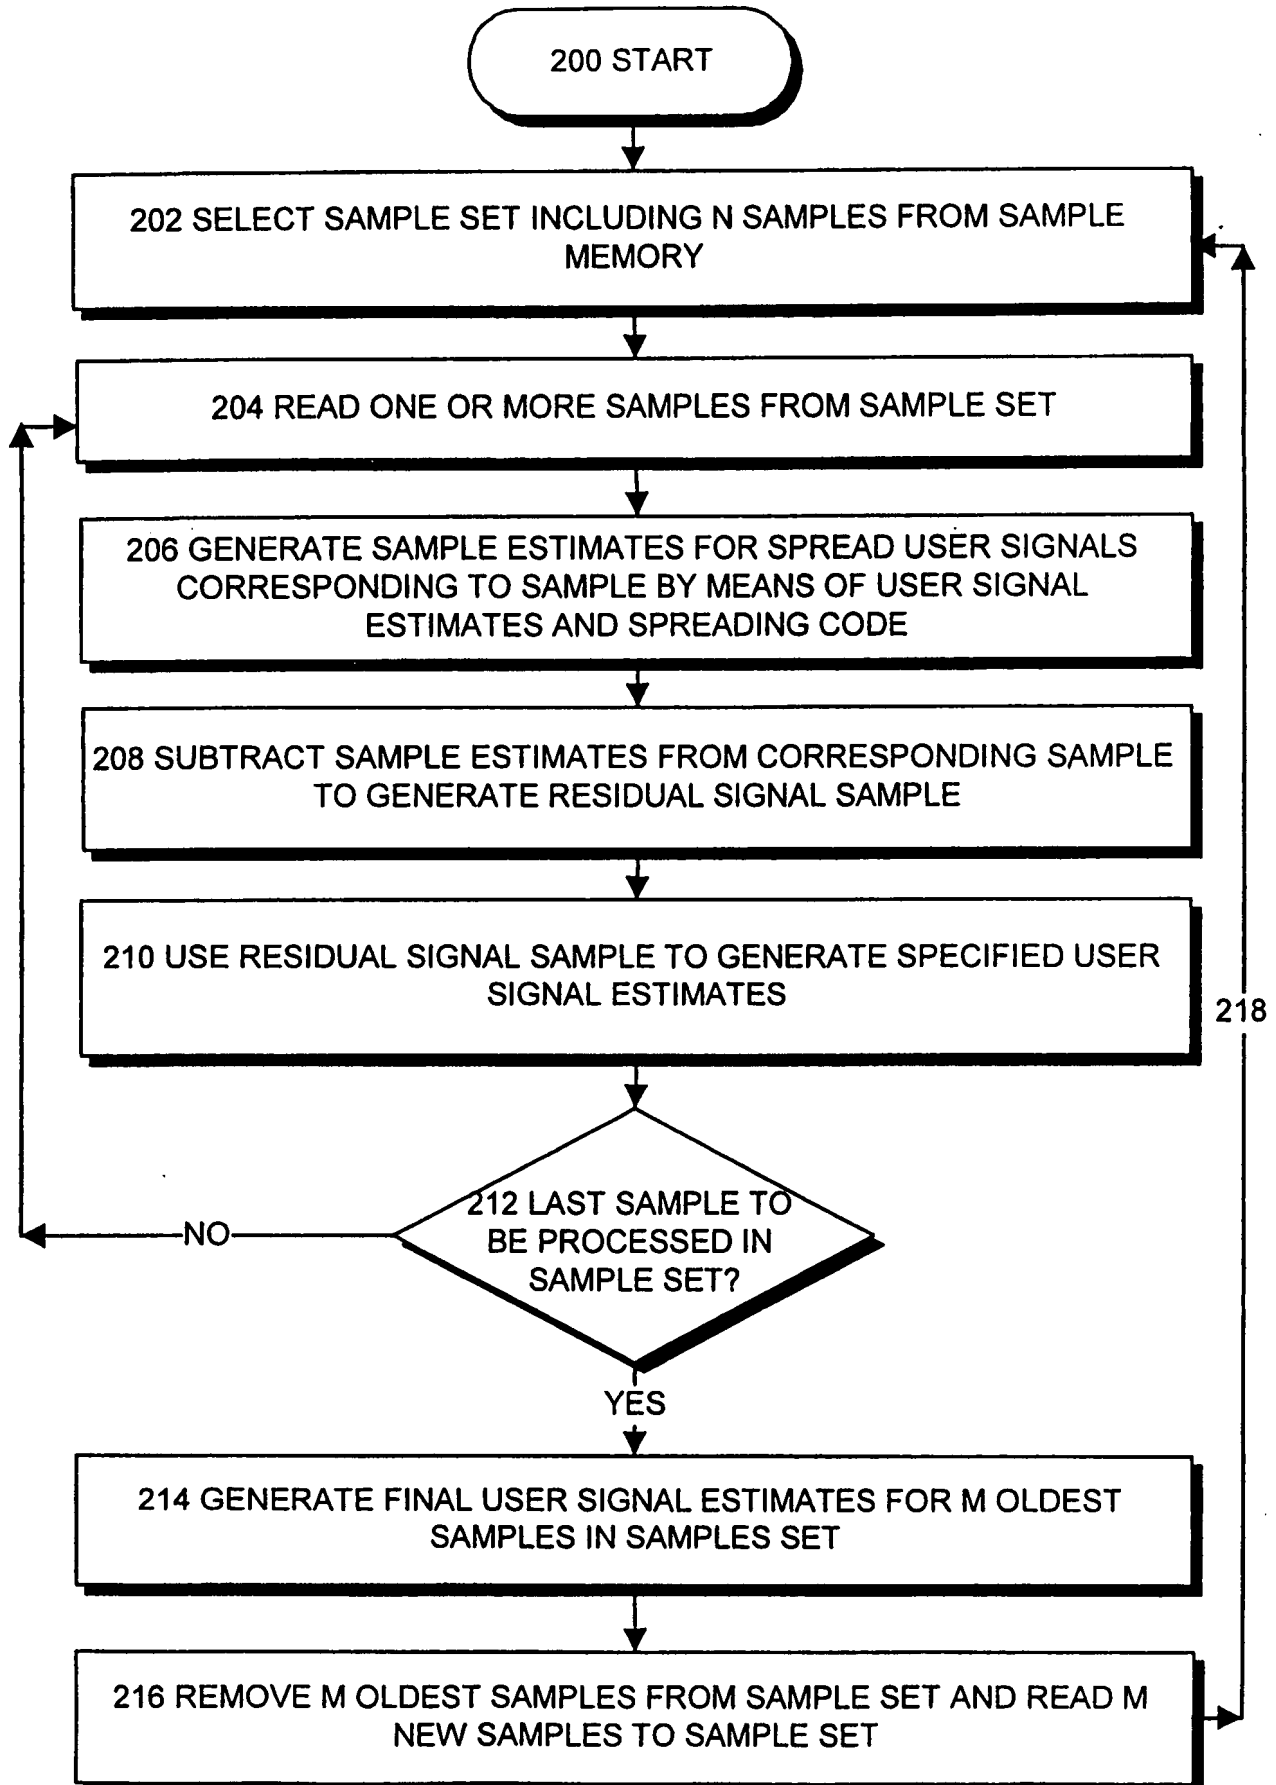 200 START
202 SELECT SAMPLE SET INCLUDING N SAMPLES FROM SAMPLE
MEMORY
204 READ ONE OR MORE SAMPLES FROM SAMPLE SET
206 GENERATE SAMPLE ESTIMATES FOR SPREAD USER SIGNALS
CORRESPONDING TO SAMPLE BY MEANS OF USER SIGNAL
ESTIMATES AND SPREADING CODE
208 SUBTRACT SAMPLE ESTIMATES FROM CORRESPONDING SAMPLE
TO GENERATE RESIDUAL SIGNAL SAMPLE
210 USE RESIDUAL SIGNAL SAMPLE TO GENERATE SPECIFIED USER
SIGNAL ESTIMATES
218
212 LAST SAMPLE TO
BE PROCESSED IN
SAMPLE SET?
NO
YES
214 GENERATE FINAL USER SIGNAL ESTIMATES FOR M OLDEST
SAMPLES IN SAMPLES SET
216 REMOVE M OLDEST SAMPLES FROM SAMPLE SET AND READ M
NEW SAMPLES TO SAMPLE SET